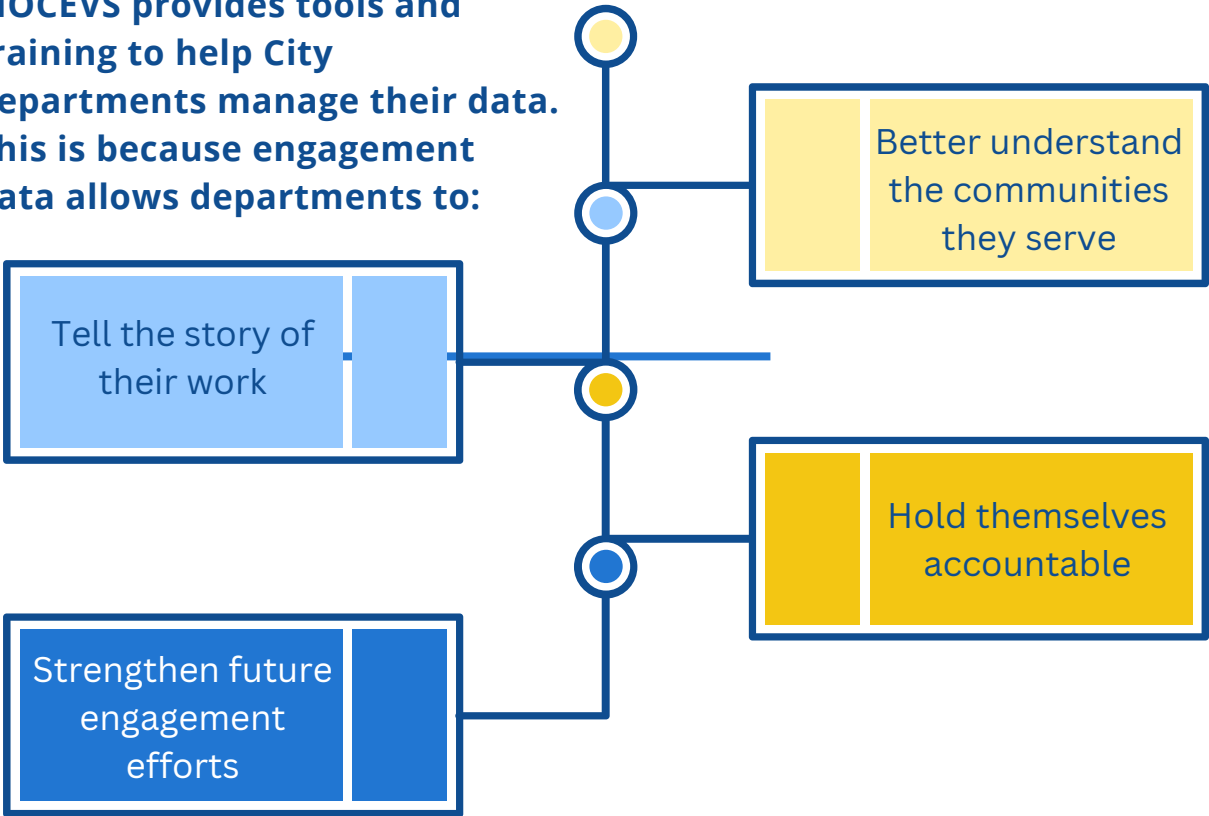 OCEVS provides tools and
raining to help City
epartments manage their data.
his is because engagement
ata allows departments to:
Better understand
the communities
they serve
Tell the story of
their work
Hold themselves
accountable
Strengthen future
engagement
efforts